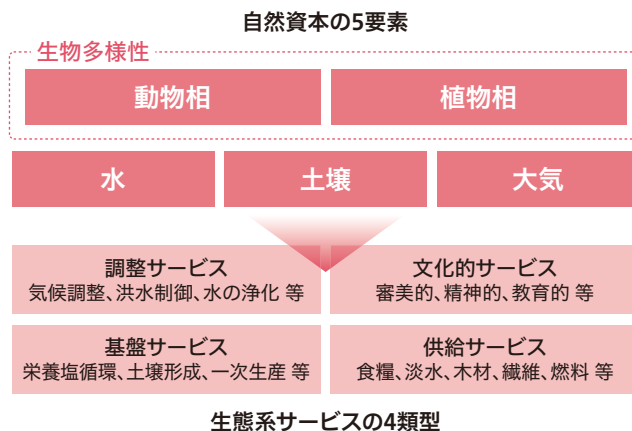 自然資本の5要素
生物多様性
動物相
植物相
水
土壌
大気
調整サービス
気候調整、洪水制御、水の浄化 等
文化的サービス
審美的、精神的、教育的 等
基盤サービス
栄養塩循環、土壌形成、一次生産 等
供給サービス
食糧、淡水、木材、繊維、燃料 等
生態系サービスの4類型